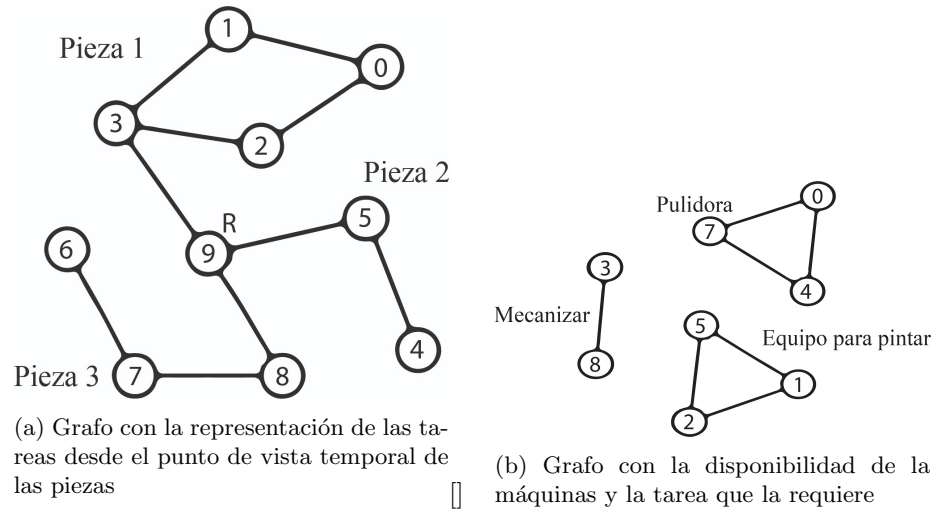 Pieza 1
1
0
3
2
Pieza 2
R
5
6
9
4
Pieza 3
7
8
(a) Grafo con la representación de las ta-
reas desde el punto de vista temporal de
las piezas
[]
0
Pulidora
7
3
4
Mecanizar
5
Equipo para pintar
8
1
2
(b) Grafo con la disponibilidad de la
máquinas y la tarea que la requiere